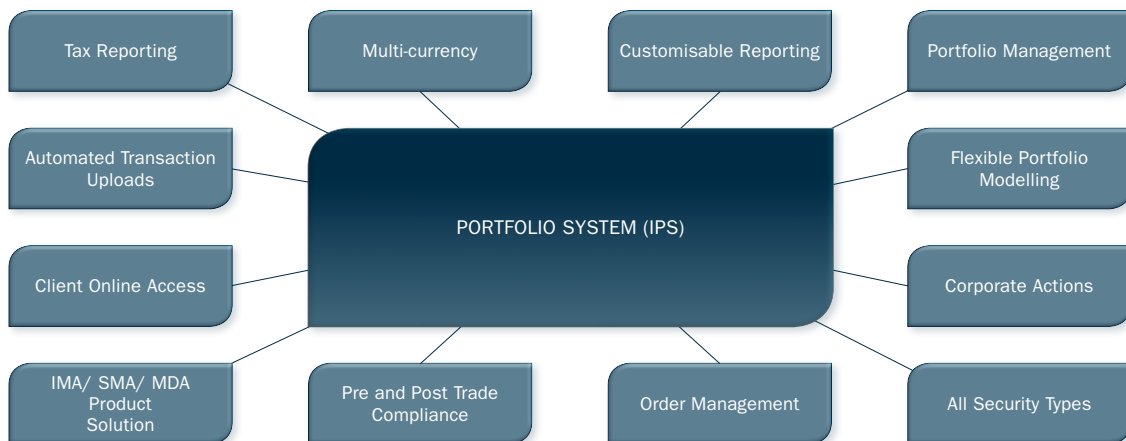 Tax Reporting
Multi-currency
Customisable Reporting
Portfolio Management
Automated Transaction
Uploads
Flexible Portfolio
Modelling
PORTFOLIO SYSTEM (IPS)
Client Online Access
Corporate Actions
IMA/ SMA/ MDA
Product
Solution
Pre and Post Trade
Compliance
Order Management
All Security Types